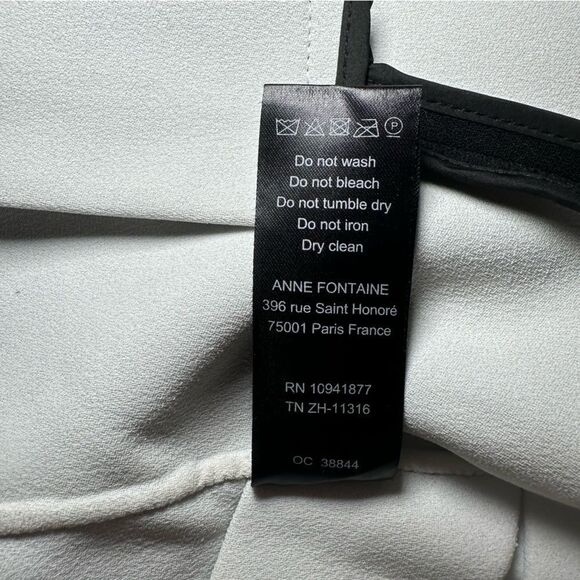 P
Do not wash
Do not bleach
Do not tumble dry
Do not iron
Dry clean
ANNE FONTAINE
396 rue Saint Honoré
75001 Paris France
RN 10941877
TN ZH-11316
OC 38844